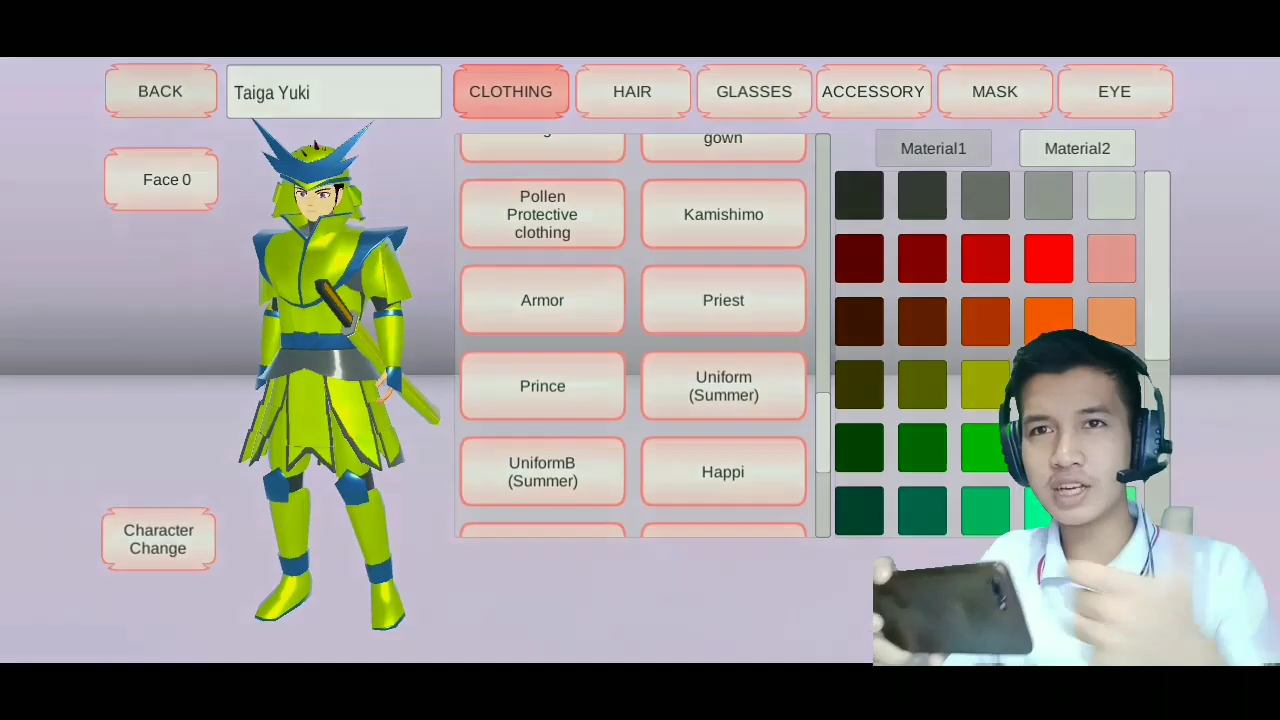 BACK
Taiga Yuki
CLOTHING
HAIR
GLASSES
ACCESSORY
MASK
EYE
Face 0
gown
Material1
Material2
Pollen
Protective
clothing
Kamishimo
Armor
Priest
Prince
Uniform
(Summer)
UniformB
(Summer)
Happi
Character
Change